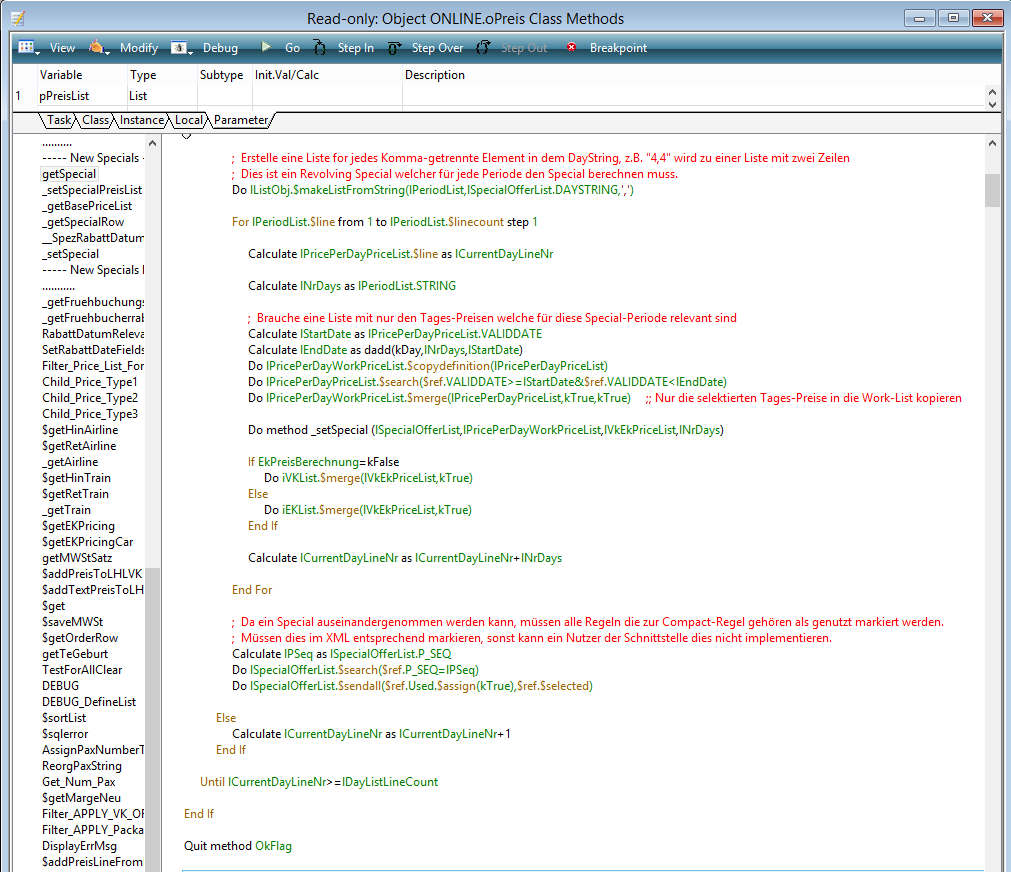 Read-only: Object ONLINE.oPreis Class Methods
View Modify Debug Go Step In Step Over Step Out Breakpoint
Variable Type Subtype Init.Val/Calc Description
1 pPreisList List
Task Class Instance Local Parameter
...........
----- New Specials -
getSpecial
_setSpecialPreisList
_getBasePriceList
_getSpecialRow
__SpezRabattDatum
_setSpecial
----- New Specials
...........
_getFruehbuchungs
_getFruehbucherrab
RabattDatumReleva
SetRabattDateFields
Filter_Price_List_For
Child_Price_Type1
Child_Price_Type2
Child_Price_Type3
$getHinAirline
$getRetAirline
_getAirline
$getHinTrain
$getRetTrain
_getTrain
$getEKPricing
$getEKPricingCar
getMWStSatz
$addPreisToLHLVK
$addTextPreisToLH
$get
$saveMWSt
$getOrderRow
getTeGeburt
TestForAllClear
DEBUG
DEBUG_DefineList
$sortList
$sqlerror
AssignPaxNumberT
ReorgPaxString
Get_Num_Pax
$getMargeNeu
Filter_APPLY_VK_OF
Filter_APPLY_Packa
DisplayErrMsg
$addPreisLineFrom
; Erstelle eine Liste for jedes Komma-getrennte Element in dem DayString, z.B. "4,4" wird zu einer Liste mit zwei Zeilen
; Dies ist ein Revolving Special welcher für jede Periode den Special berechnen muss.
Do lListObj.$makeListFromString(lPeriodList,lSpecialOfferList.DAYSTRING,',')
For lPeriodList.$line from 1 to lPeriodList.$linecount step 1
Calculate lPricePerDayPriceList.$line as lCurrentDayLineNr
Calculate lNrDays as lPeriodList.STRING
; Brauche eine Liste mit nur den Tages-Preisen welche für diese Special-Periode relevant sind
Calculate lStartDate as lPricePerDayPriceList.VALIDDATE
Calculate lEndDate as dadd(kDay,lNrDays,lStartDate)
Do lPricePerDayWorkPriceList.$copydefinition(lPricePerDayPriceList)
Do lPricePerDayPriceList.$search($ref.VALIDDATE>=lStartDate&$ref.VALIDDATE<lEndDate)
Do lPricePerDayWorkPriceList.$merge(lPricePerDayPriceList,kTrue,kTrue) ;; Nur die selektierten Tages-Preise in die Work-List kopieren
Do method _setSpecial (lSpecialOfferList,lPricePerDayWorkPriceList,lVkEkPriceList,lNrDays)
If EkPreisBerechnung=kFalse
Do iVKList.$merge(lVkEkPriceList,kTrue)
Else
Do iEKList.$merge(lVkEkPriceList,kTrue)
End If
Calculate lCurrentDayLineNr as lCurrentDayLineNr+lNrDays
End For
; Da ein Special auseinandergenommen werden kann, müssen alle Regeln die zur Compact-Regel gehören als genutzt markiert werden.
; Müssen dies im XML entsprechend markieren, sonst kann ein Nutzer der Schnittstelle dies nicht implementieren.
Calculate lPSeq as lSpecialOfferList.P_SEQ
Do lSpecialOfferList.$search($ref.P_SEQ=lPSeq)
Do lSpecialOfferList.$sendall($ref.Used.$assign(kTrue),$ref.$selected)
Else
Calculate lCurrentDayLineNr as lCurrentDayLineNr+1
End If
Until lCurrentDayLineNr>=lDayListLineCount
End If
Quit method OkFlag